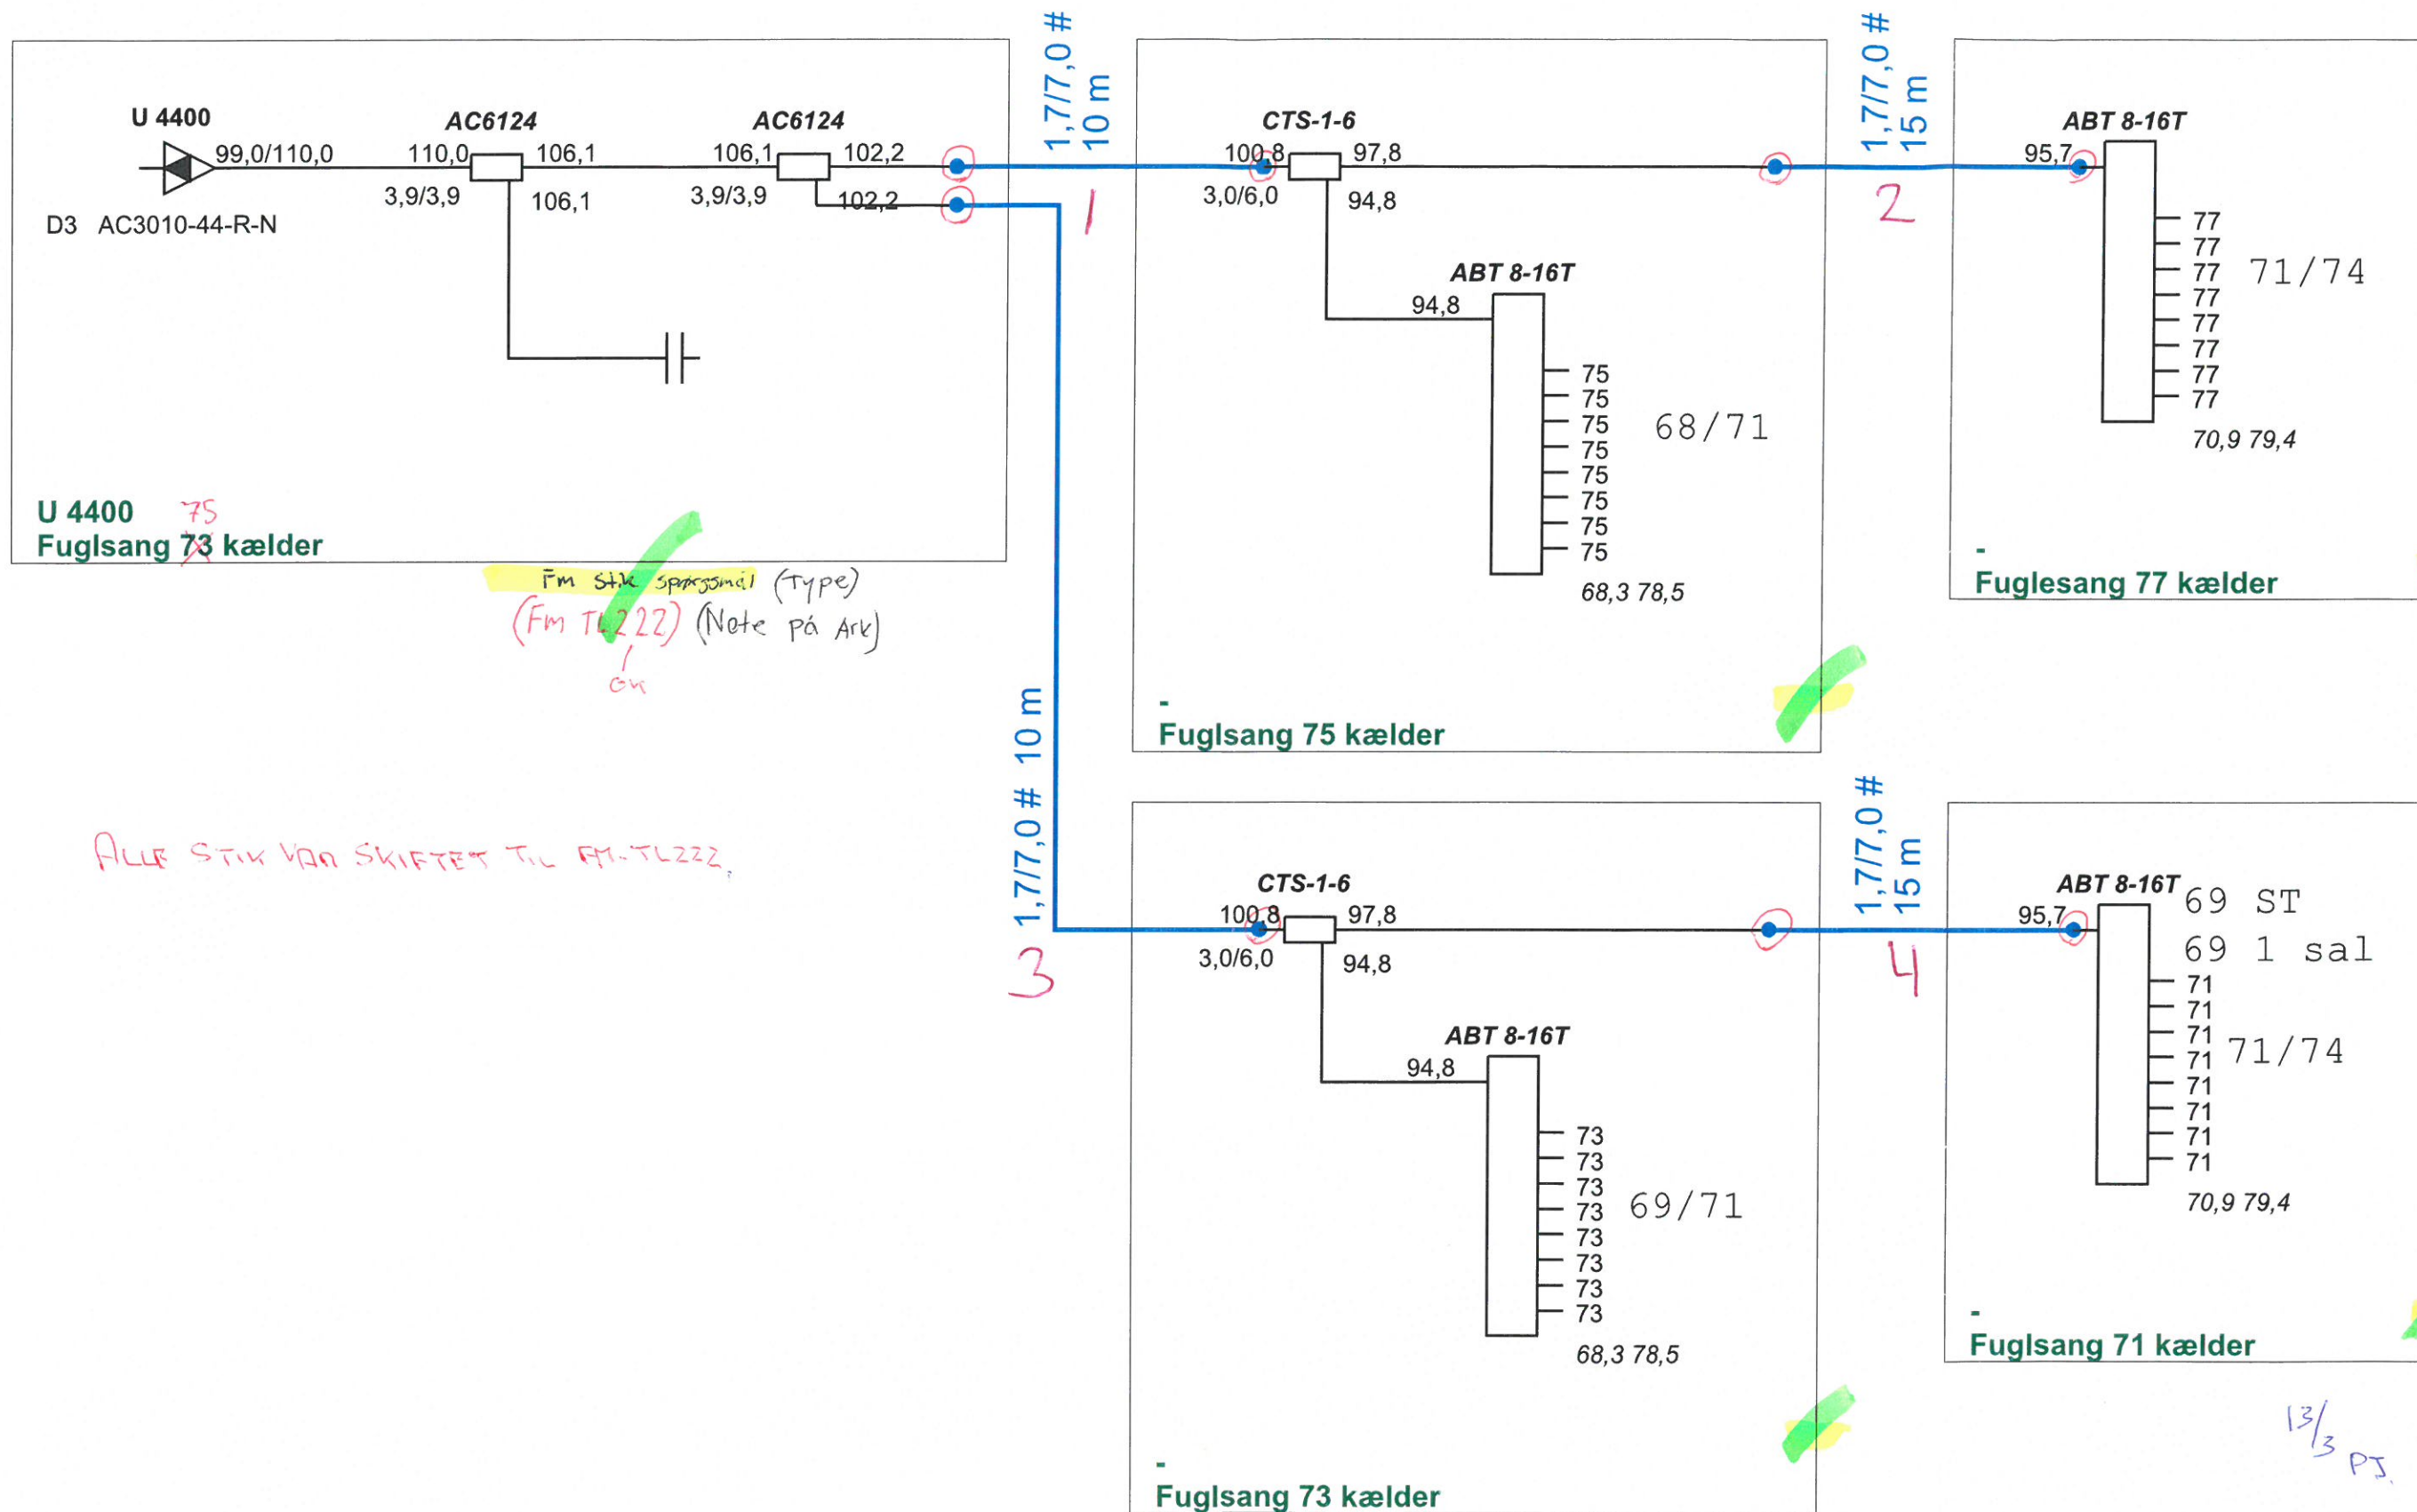 U 4400
99,0/110,0
D3 AC3010-44-R-N
AC6124
110,0
106,1
3,9/3,9
106,1
AC6124
106,1
102,2
3,9/3,9
102,2
U 4400
75
Fuglsang 73 kælder
Fm stik spørgsmål (Type)
(Fm TL222) (Note på Ark)
OK
1,7/7,0 #
10 m
1
CTS-1-6
100,8
97,8
3,0/6,0
94,8
ABT 8-16T
94,8
75
75
75
75
75
75
75
75
68/71
68,3 78,5
-
Fuglsang 75 kælder
1,7/7,0 #
15 m
2
ABT 8-16T
95,7
77
77
77
77
77
77
77
77
71/74
70,9 79,4
-
Fuglesang 77 kælder
ALLE STIK VAR SKIFTET TIL FM-TL222.
1,7/7,0 # 10 m
3
CTS-1-6
100,8
97,8
3,0/6,0
94,8
ABT 8-16T
94,8
73
73
73
73
73
73
73
73
69/71
68,3 78,5
-
Fuglsang 73 kælder
1,7/7,0 #
15 m
4
ABT 8-16T
69 ST
95,7
69 1 sal
71
71
71
71
71
71
71
71
71/74
70,9 79,4
-
Fuglsang 71 kælder
13/3 PJ.